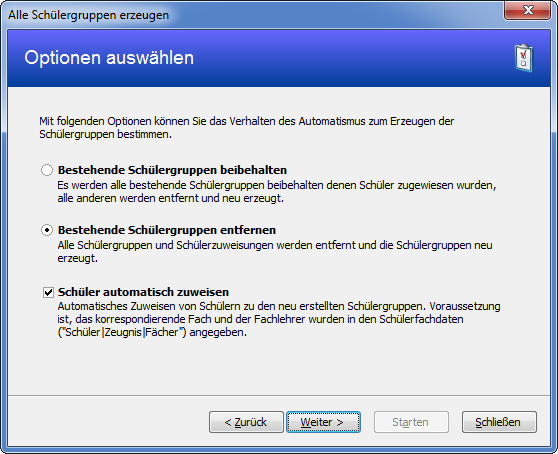 Alle Schülergruppen erzeugen
Optionen auswählen
Mit folgenden Optionen können Sie das Verhalten des Automatismus zum Erzeugen der
Schülergruppen bestimmen.
Bestehende Schülergruppen beibehalten
Es werden alle bestehende Schülergruppen beibehalten denen Schüler zugewiesen wurden,
alle anderen werden entfernt und neu erzeugt.
Bestehende Schülergruppen entfernen
Alle Schülergruppen und Schülerzuweisungen werden entfernt und die Schülergruppen neu
erzeugt.
Schüler automatisch zuweisen
Automatisches Zuweisen von Schülern zu den neu erstellten Schülergruppen. Voraussetzung
ist, das korrespondierende Fach und der Fachlehrer wurden in den Schülerfachdaten
("Schüler|Zeugnis|Fächer") angegeben.
< Zurück Weiter > Starten Schließen